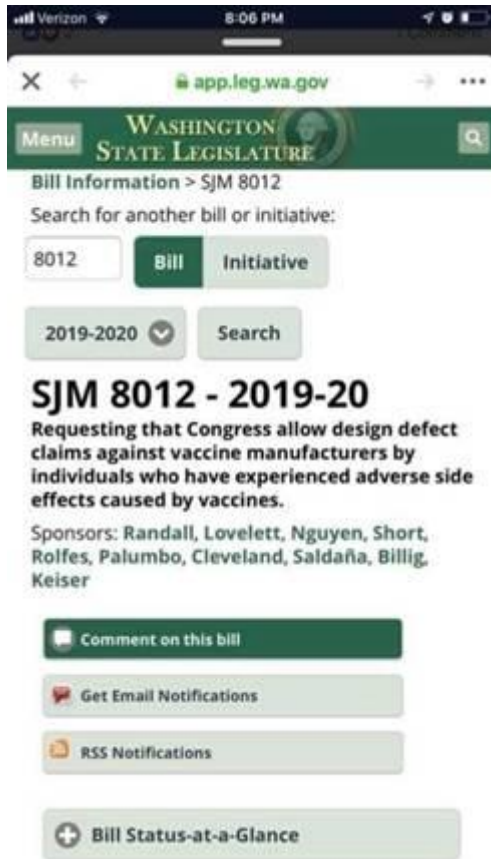 Verizon 8:06 PM
app.leg.wa.gov
Menu
WASHINGTON
STATE LEGISLATURE
Bill Information > SJM 8012
Search for another bill or initiative:
8012 Bill Initiative
2019-2020 Search
SJM 8012 - 2019-20
Requesting that Congress allow design defect
claims against vaccine manufacturers by
individuals who have experienced adverse side
effects caused by vaccines.
Sponsors: Randall, Lovelett, Nguyen, Short,
Rolfes, Palumbo, Cleveland, Saldaña, Billig,
Keiser
Comment on this bill
Get Email Notifications
RSS Notifications
Bill Status-at-a-Glance